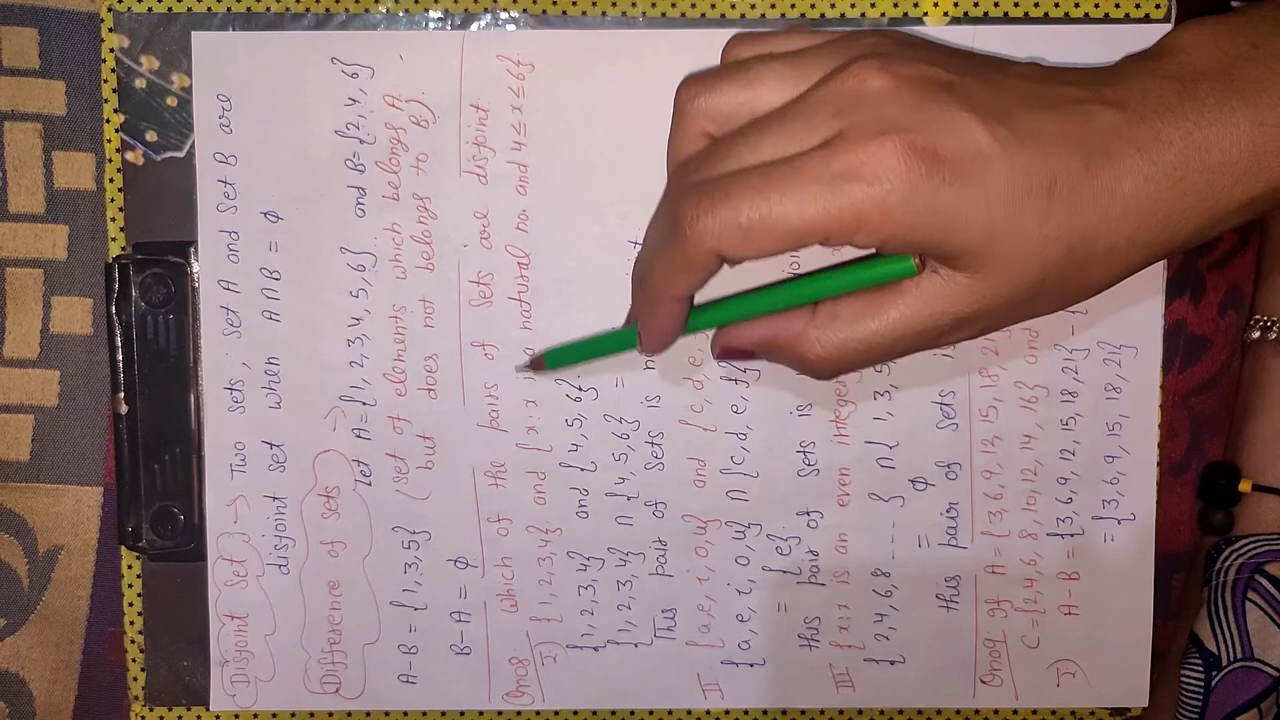 Disjoint Set → Two sets, Set A and Set B are
disjoint set when A ∩ B = ϕ
Difference of sets →
Let A = {1, 2, 3, 4, 5, 6} and B = {2, 4, 6}
A-B = {1, 3, 5} (set of elements which belongs A
but does not belongs to B).
B-A = ϕ
Qno8. Which of the pairs of sets are disjoint.
I) {1, 2, 3, 4} and {x: x natural no. and 4 ≤ x ≤ 6}
{1, 2, 3, 4} and {4, 5, 6}.
{1, 2, 3, 4} ∩ {4, 5, 6} =
This pair of sets is
II {a, e, i, o, u} and {c, d, e,
{a, e, i, o, u} ∩ {c, d, e, f}
= {e}
this pair of sets is
III {x: x is an even integer
{2, 4, 6, 8 ---- } ∩ {1, 3, 5
= ϕ
this pair of sets is
Qno9. If A = {3, 6, 9, 12, 15, 18, 21
C = {2, 4, 6, 8, 10, 12, 14, 16} and
I) A-B = {3, 6, 9, 12, 15, 18, 21} - {
= {3, 6, 9, 15, 18, 21}